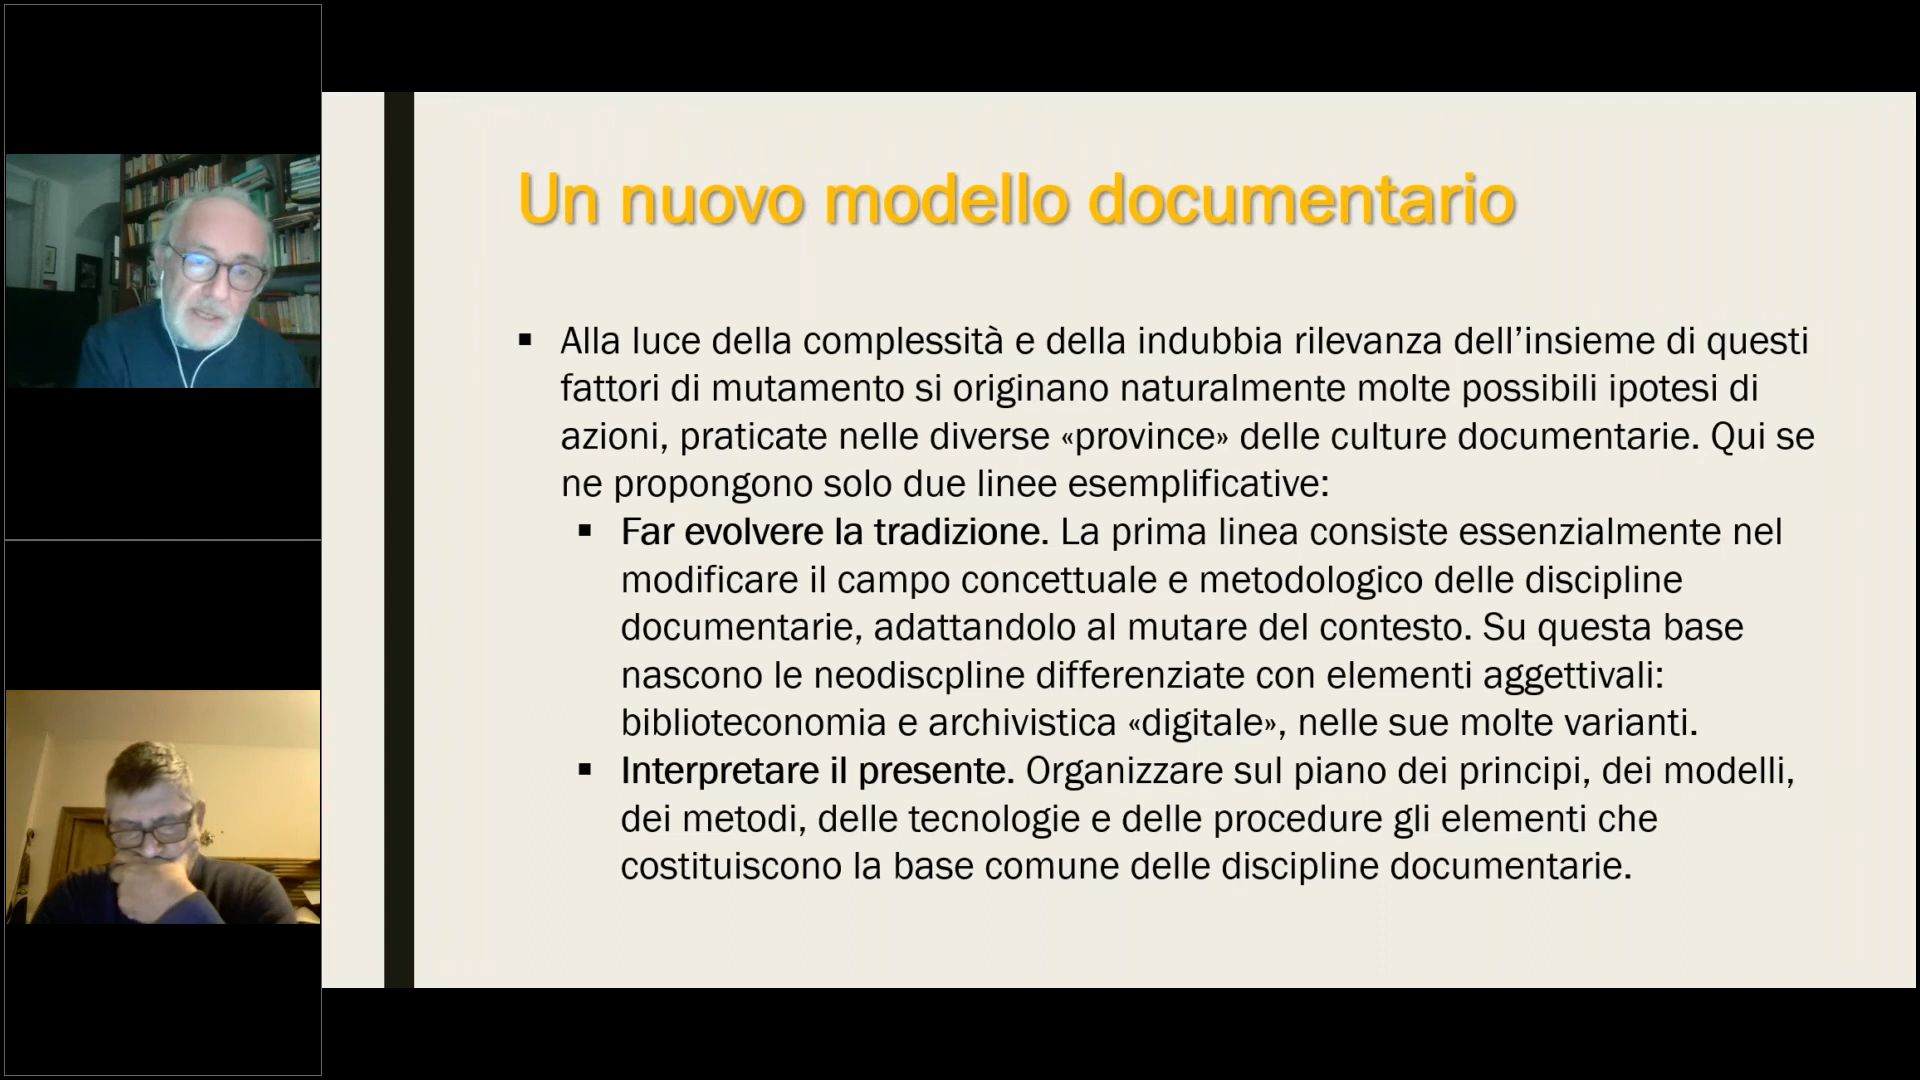 Un nuovo modello documentario
▪ Alla luce della complessità e della indubbia rilevanza dell’insieme di questi
fattori di mutamento si originano naturalmente molte possibili ipotesi di
azioni, praticate nelle diverse «province» delle culture documentarie. Qui se
ne propongono solo due linee esemplificative:
▪ Far evolvere la tradizione. La prima linea consiste essenzialmente nel
modificare il campo concettuale e metodologico delle discipline
documentarie, adattandolo al mutare del contesto. Su questa base
nascono le neodiscpline differenziate con elementi aggettivali:
biblioteconomia e archivistica «digitale», nelle sue molte varianti.
▪ Interpretare il presente. Organizzare sul piano dei principi, dei modelli,
dei metodi, delle tecnologie e delle procedure gli elementi che
costituiscono la base comune delle discipline documentarie.